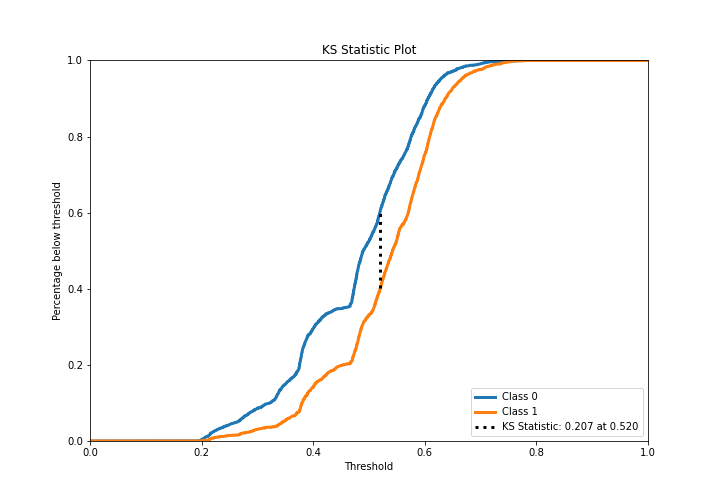 KS Statistic Plot
1.0
0.8
0.6
0.4
0.2
0.0
Percentage below threshold
0.0 0.2 0.4 0.6 0.8 1.0
Threshold
Class 0
Class 1
KS Statistic: 0.207 at 0.520